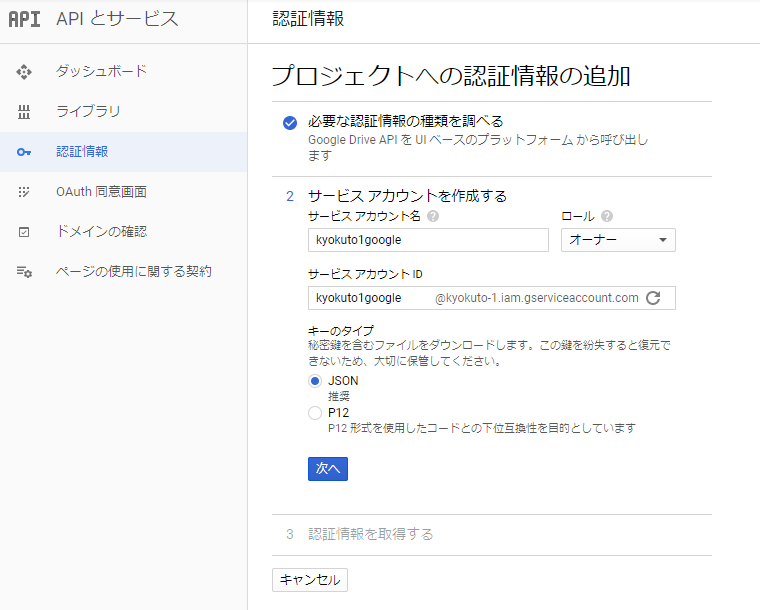 API APIとサービス
ダッシュボード
ライブラリ
認証情報
OAuth 同意画面
ドメインの確認
ページの使用に関する契約
認証情報
プロジェクトへの認証情報の追加
必要な認証情報の種類を調べる
Google Drive API を UI ベースのプラットフォーム から呼び出し
ます
2 サービス アカウントを作成する
サービス アカウント名 ? ロール ?
kyokuto1google オーナー
サービス アカウント ID
kyokuto1google @kyokuto-1.iam.gserviceaccount.com
キーのタイプ
秘密鍵を含むファイルをダウンロードします。この鍵を紛失すると復元で
きないため、大切に保管してください。
JSON
推奨
P12
P12 形式を使用したコードとの下位互換性を目的としています
次へ
3 認証情報を取得する
キャンセル